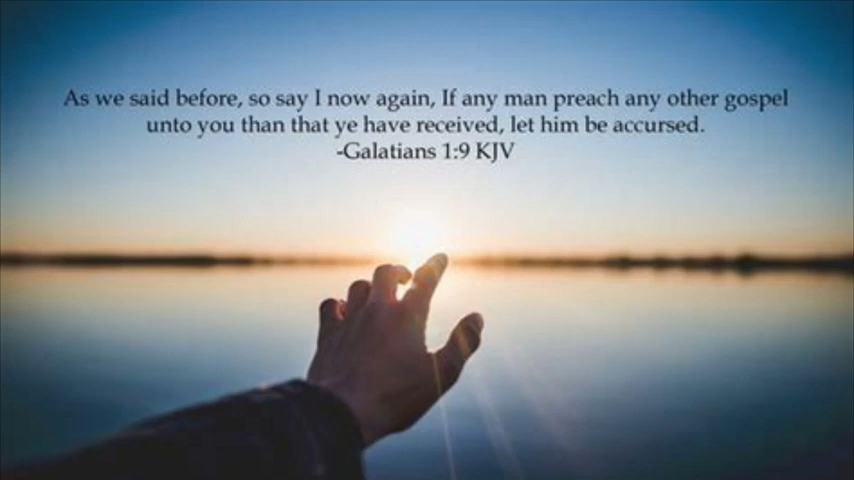 As we said before, so say I now again, If any man preach any other gospel
unto you than that ye have received, let him be accursed.
-Galatians 1:9 KJV